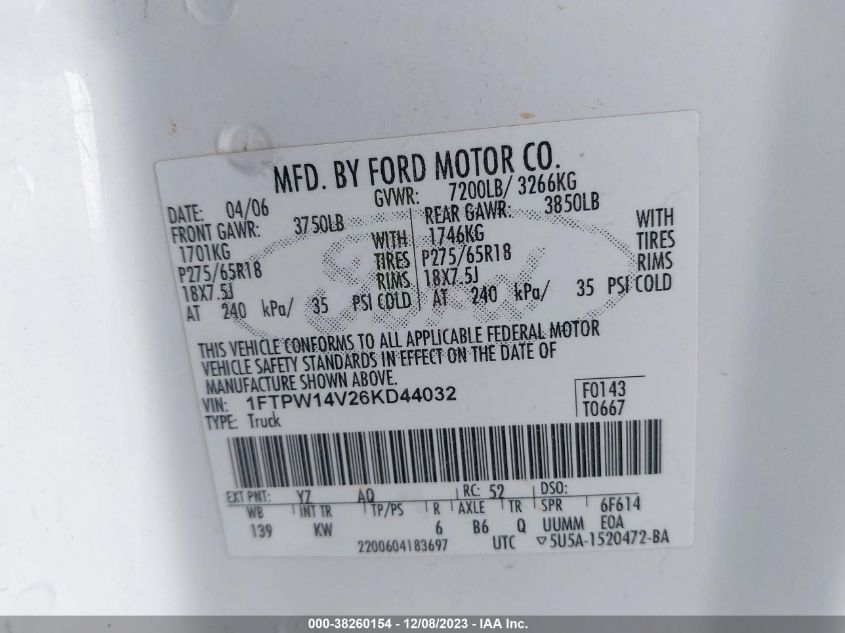 MFD. BY FORD MOTOR CO.
DATE: 04/06 GVWR: 7200LB/ 3266KG
FRONT GAWR: 3750LB REAR GAWR: 3850LB
1701KG WITH 1746KG WITH
P275/65R18 TIRES P275/65R18 TIRES
18X7.5J RIMS 18X7.5J RIMS
AT 240 kPa/ 35 PSI COLD AT 240 kPa/ 35 PSI COLD
Ford
THIS VEHICLE CONFORMS TO ALL APPLICABLE FEDERAL MOTOR
VEHICLE SAFETY STANDARDS IN EFFECT ON THE DATE OF
MANUFACTURE SHOWN ABOVE.
VIN: 1FTPW14V26KD44032 F0143
TYPE: Truck T0667
EXT PNT: YZ AQ RC: 52 DSO:
WB INT TR TP/PS R AXLE TR SPR 6F614
139 KW 6 B6 Q UUMM EOA
2200604183697 UTC ▽5U5A-1520472-BA
000-38260154 - 12/08/2023 - IAA Inc.